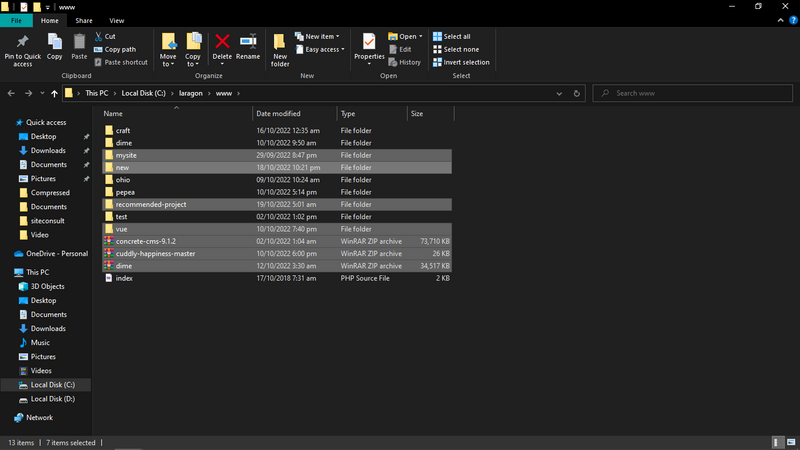 www
File Home Share View
Pin to Quick access
Copy
Paste
Cut
Copy path
Paste shortcut
Clipboard
Move to
Copy to
Delete
Rename
Organize
New folder
New item
Easy access
New
Properties
Open
Edit
History
Open
Select all
Select none
Invert selection
Select
This PC Local Disk (C:) laragon www
Search www
Quick access
Desktop
Downloads
Documents
Pictures
Compressed
Documents
siteconsult
Video
OneDrive - Personal
This PC
3D Objects
Desktop
Documents
Downloads
Music
Pictures
Videos
Local Disk (C:)
Local Disk (D:)
Network
Name Date modified Type Size
craft 16/10/2022 12:35 am File folder
dime 10/10/2022 9:50 am File folder
mysite 29/09/2022 8:47 pm File folder
new 18/10/2022 10:21 pm File folder
ohio 09/10/2022 10:24 am File folder
pepea 10/10/2022 5:14 pm File folder
recommended-project 19/10/2022 5:01 am File folder
test 02/10/2022 1:02 pm File folder
vue 10/10/2022 7:40 pm File folder
concrete-cms-9.1.2 02/10/2022 1:04 am WinRAR ZIP archive 73,710 KB
cuddly-happiness-master 10/10/2022 6:00 pm WinRAR ZIP archive 26 KB
dime 12/10/2022 3:30 am WinRAR ZIP archive 34,517 KB
index 17/10/2018 7:31 am PHP Source File 2 KB
13 items 7 items selected